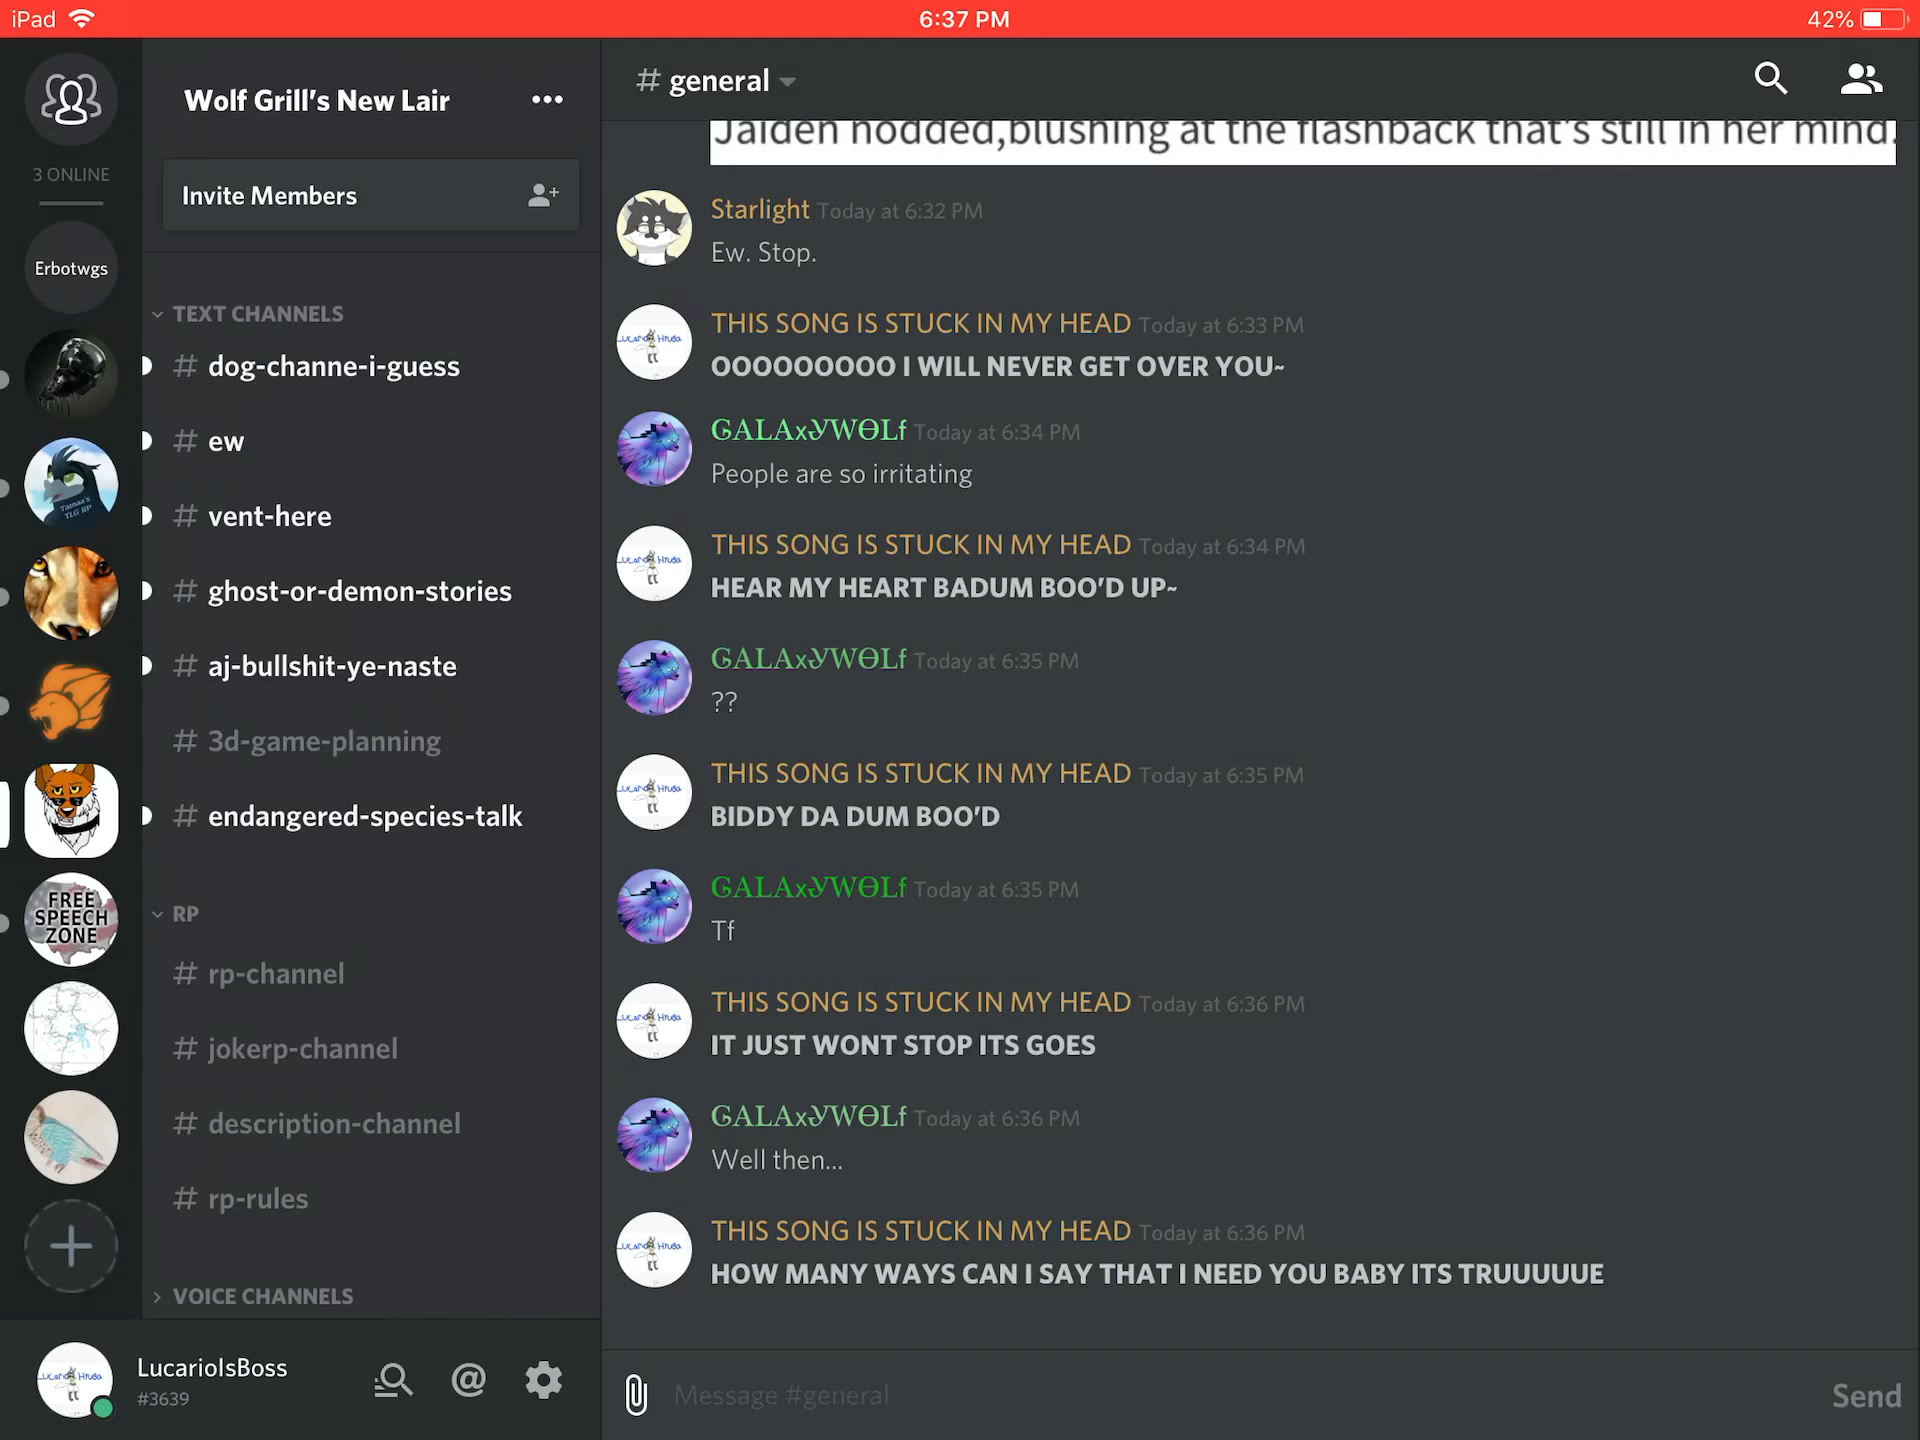 iPad
6:37 PM
42%
3 ONLINE
Erbotwgs
Tamaa's
TLG RP
FREE
SPEECH
ZONE
Wolf Grill's New Lair
Invite Members
TEXT CHANNELS
# dog-channe-i-guess
# ew
# vent-here
# ghost-or-demon-stories
# aj-bullshit-ye-naste
# 3d-game-planning
# endangered-species-talk
RP
# rp-channel
# jokerp-channel
# description-channel
# rp-rules
VOICE CHANNELS
LucarioIsBoss
#3639
# general
Jaiden nodded,blushing at the flashback that's still in her mind.
Starlight Today at 6:32 PM
Ew. Stop.
THIS SONG IS STUCK IN MY HEAD Today at 6:33 PM
OOOOOOOOO I WILL NEVER GET OVER YOU~
ᎶALAxᎩWƟLf Today at 6:34 PM
People are so irritating
THIS SONG IS STUCK IN MY HEAD Today at 6:34 PM
HEAR MY HEART BADUM BOO'D UP~
ᎶALAxᎩWƟLf Today at 6:35 PM
??
THIS SONG IS STUCK IN MY HEAD Today at 6:35 PM
BIDDY DA DUM BOO'D
ᎶALAxᎩWƟLf Today at 6:35 PM
Tf
THIS SONG IS STUCK IN MY HEAD Today at 6:36 PM
IT JUST WONT STOP ITS GOES
ᎶALAxᎩWƟLf Today at 6:36 PM
Well then...
THIS SONG IS STUCK IN MY HEAD Today at 6:36 PM
HOW MANY WAYS CAN I SAY THAT I NEED YOU BABY ITS TRUUUUUE
Message #general
Send